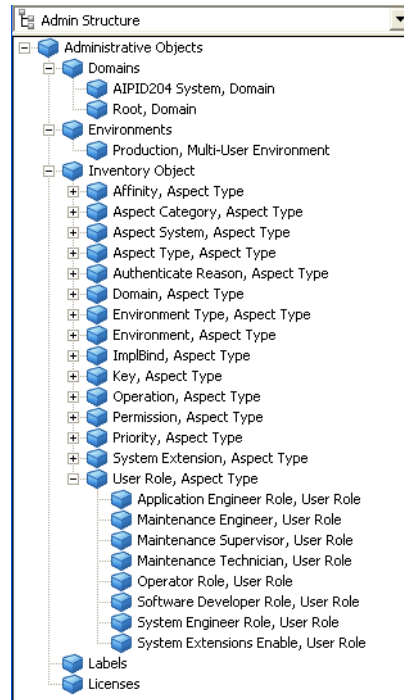 Admin Structure
Administrative Objects
Domains
AIPID204 System, Domain
Root, Domain
Environments
Production, Multi-User Environment
Inventory Object
Affinity, Aspect Type
Aspect Category, Aspect Type
Aspect System, Aspect Type
Aspect Type, Aspect Type
Authenticate Reason, Aspect Type
Domain, Aspect Type
Environment Type, Aspect Type
Environment, Aspect Type
ImplBind, Aspect Type
Key, Aspect Type
Operation, Aspect Type
Permission, Aspect Type
Priority, Aspect Type
System Extension, Aspect Type
User Role, Aspect Type
Application Engineer Role, User Role
Maintenance Engineer, User Role
Maintenance Supervisor, User Role
Maintenance Technician, User Role
Operator Role, User Role
Software Developer Role, User Role
System Engineer Role, User Role
System Extensions Enable, User Role
Labels
Licenses